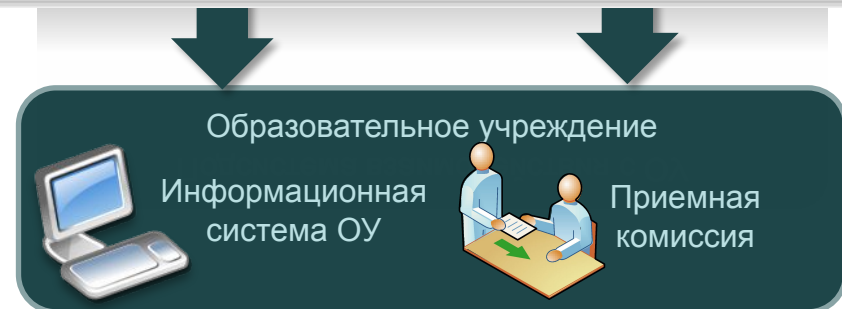 Образовательное учреждение
Информационная
система ОУ
Приемная
комиссия